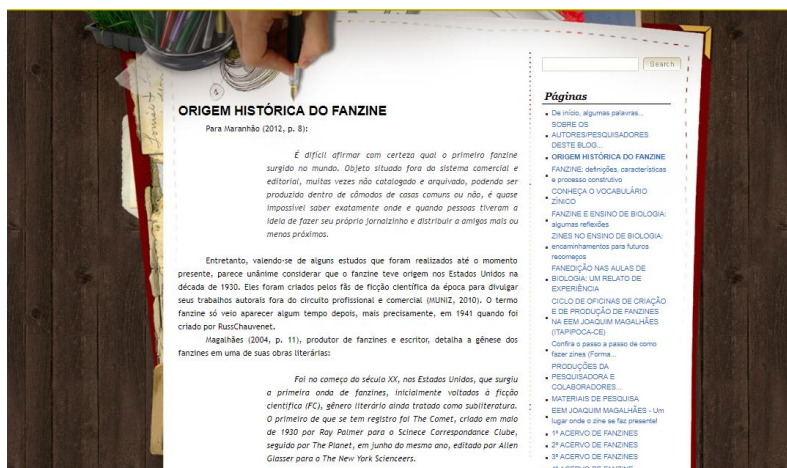 ORIGEM HISTÓRICA DO FANZINE
Para Maranhão (2012, p. 8):
É difícil afirmar com certeza qual o primeiro fanzine
surgido no mundo. Objeto situado fora do sistema comercial e
editorial, muitas vezes não catalogado e arquivado, podendo ser
produzido dentro de cômodos de casas comuns ou não, é quase
impossível saber exatamente onde e quando pessoas tiveram a
ideia de fazer seu próprio jornalzinho e distribuir a amigos mais ou
menos próximos.
Entretanto, valendo-se de alguns estudos que foram realizados até o momento
presente, parece unânime considerar que o fanzine teve origem nos Estados Unidos na
década de 1930. Eles foram criados pelos fãs de ficção científica da época para divulgar
seus trabalhos autorais fora do circuito profissional e comercial (MUNIZ, 2010). O termo
fanzine só veio aparecer algum tempo depois, mais precisamente, em 1941 quando foi
criado por RussChauvenet.
Magalhães (2004, p. 11), produtor de fanzines e escritor, detalha a gênese dos
fanzines em uma de suas obras literárias:
Foi no começo do século XX, nos Estados Unidos, que surgiu
a primeira onda de fanzines, inicialmente voltados à ficção
científica (FC), gênero literário ainda tratado como subliteratura.
O primeiro de que se tem registro foi The Comet, criado em maio
de 1930 por Ray Palmer para o Scinece Correspondance Clube,
seguido por The Planet, em junho do mesmo ano, editado por Allen
Glasser para o The New York Scienceers.
Search
Páginas
De início, algumas palavras...
SOBRE OS
AUTORES/PESQUISADORES
DESTE BLOG...
ORIGEM HISTÓRICA DO FANZINE
FANZINE: definições, características
e processo construtivo
CONHEÇA O VOCABULÁRIO
ZÍNICO
FANZINE E ENSINO DE BIOLOGIA:
algumas reflexões
ZINES NO ENSINO DE BIOLOGIA:
encaminhamentos para futuros
recomeços
FANEDIÇÃO NAS AULAS DE
BIOLOGIA: UM RELATO DE
EXPERIÊNCIA
CICLO DE OFICINAS DE CRIAÇÃO
E DE PRODUÇÃO DE FANZINES
NA EEM JOAQUIM MAGALHÃES
(ITAPIPOCA-CE)
Confira o passo a passo de como
fazer zines (Forma...
PRODUÇÕES DA
PESQUISADORA E
COLABORADORES...
MATERIAIS DE PESQUISA
EEM JOAQUIM MAGALHÃES - Um
lugar onde o zine se faz presente!
1º ACERVO DE FANZINES
2º ACERVO DE FANZINES
3º ACERVO DE FANZINES